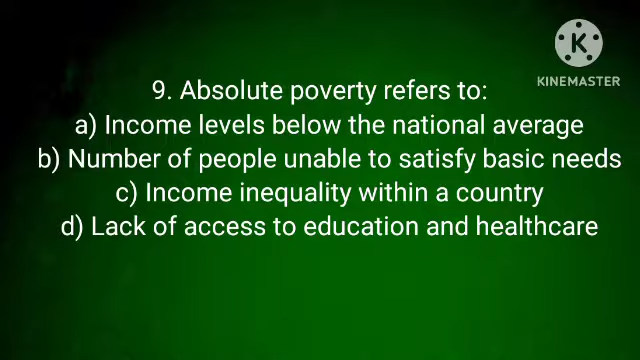 K
KINEMASTER
9. Absolute poverty refers to:
a) Income levels below the national average
b) Number of people unable to satisfy basic needs
c) Income inequality within a country
d) Lack of access to education and healthcare